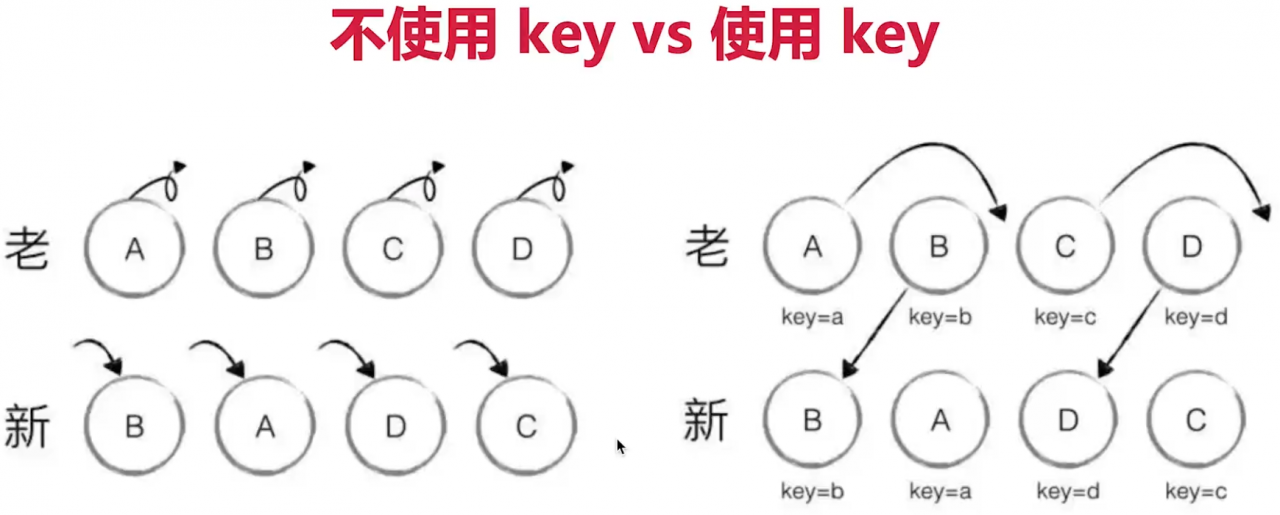 不使用 key vs 使用 key
老 A B C D
新 B A D C
老 A B C D
key=a key=b key=c key=d
新 B A D C
key=b key=a key=d key=c